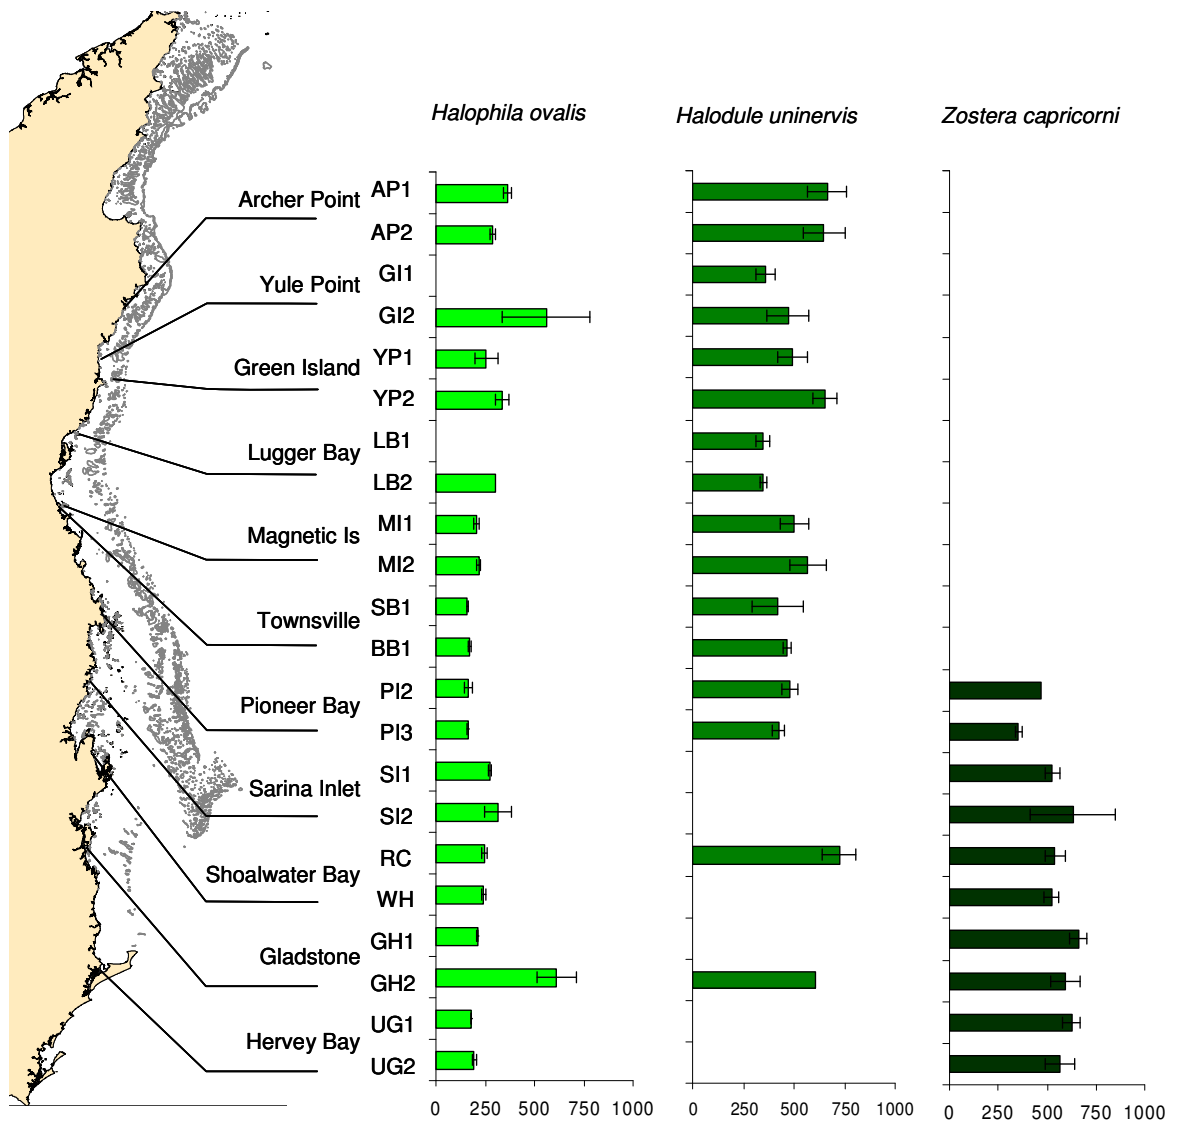 Halophila ovalis
Halodule uninervis
Zostera capricorni
Archer Point
Yule Point
Green Island
Lugger Bay
Magnetic Is
Townsville
Pioneer Bay
Sarina Inlet
Shoalwater Bay
Gladstone
Hervey Bay
AP1
AP2
GI1
GI2
YP1
YP2
LB1
LB2
MI1
MI2
SB1
BB1
PI2
PI3
SI1
SI2
RC
WH
GH1
GH2
UG1
UG2
0 250 500 750 1000
0 250 500 750 1000
0 250 500 750 1000